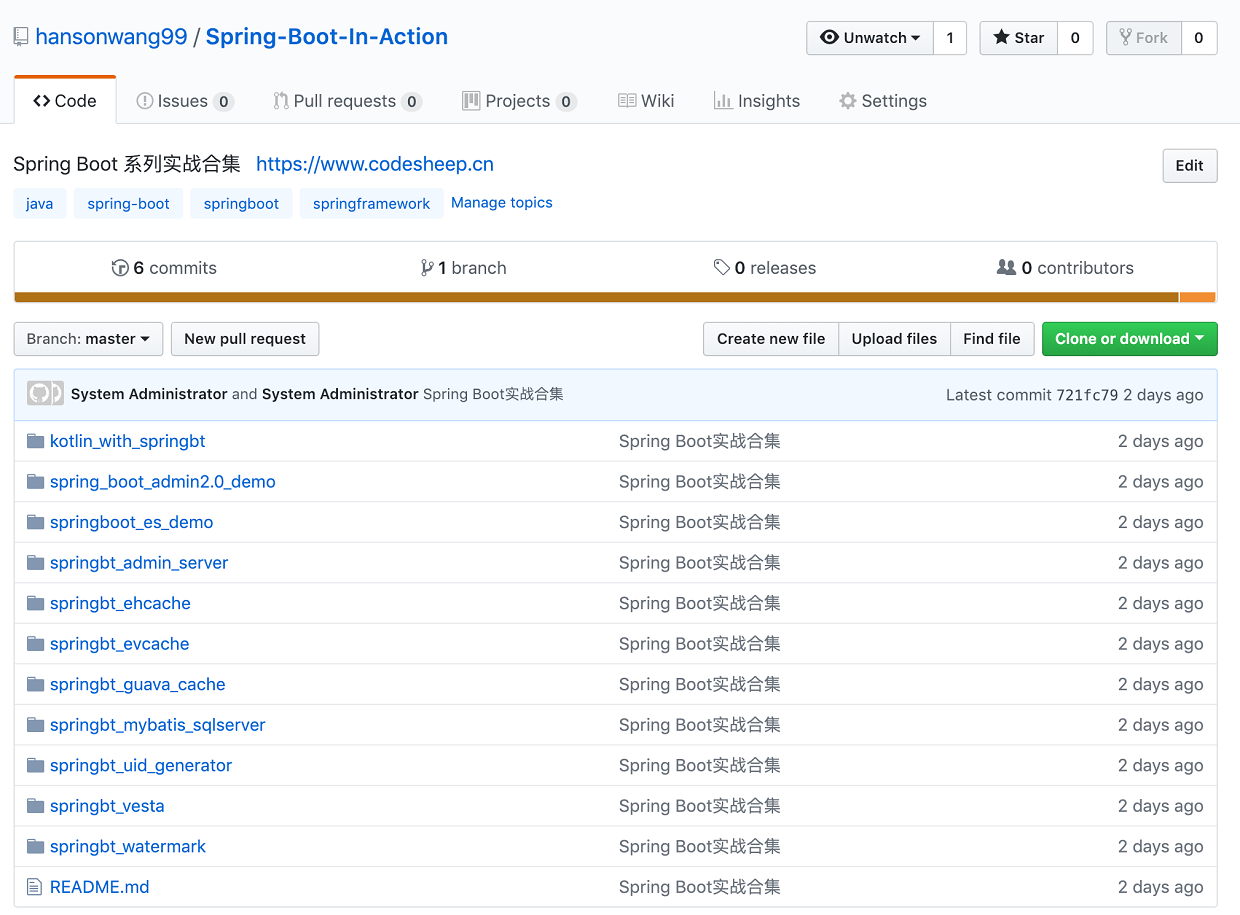 hansonwang99 / Spring-Boot-In-Action Unwatch 1 Star 0 Fork 0
Code Issues 0 Pull requests 0 Projects 0 Wiki Insights Settings
Spring Boot 系列实战合集 https://www.codesheep.cn Edit
java spring-boot springboot springframework Manage topics
6 commits 1 branch 0 releases 0 contributors
Branch: master New pull request Create new file Upload files Find file Clone or download
System Administrator and System Administrator Spring Boot实战合集 Latest commit 721fc79 2 days ago
kotlin_with_springbt Spring Boot实战合集 2 days ago
spring_boot_admin2.0_demo Spring Boot实战合集 2 days ago
springboot_es_demo Spring Boot实战合集 2 days ago
springbt_admin_server Spring Boot实战合集 2 days ago
springbt_ehcache Spring Boot实战合集 2 days ago
springbt_evcache Spring Boot实战合集 2 days ago
springbt_guava_cache Spring Boot实战合集 2 days ago
springbt_mybatis_sqlserver Spring Boot实战合集 2 days ago
springbt_uid_generator Spring Boot实战合集 2 days ago
springbt_vesta Spring Boot实战合集 2 days ago
springbt_watermark Spring Boot实战合集 2 days ago
README.md Spring Boot实战合集 2 days ago